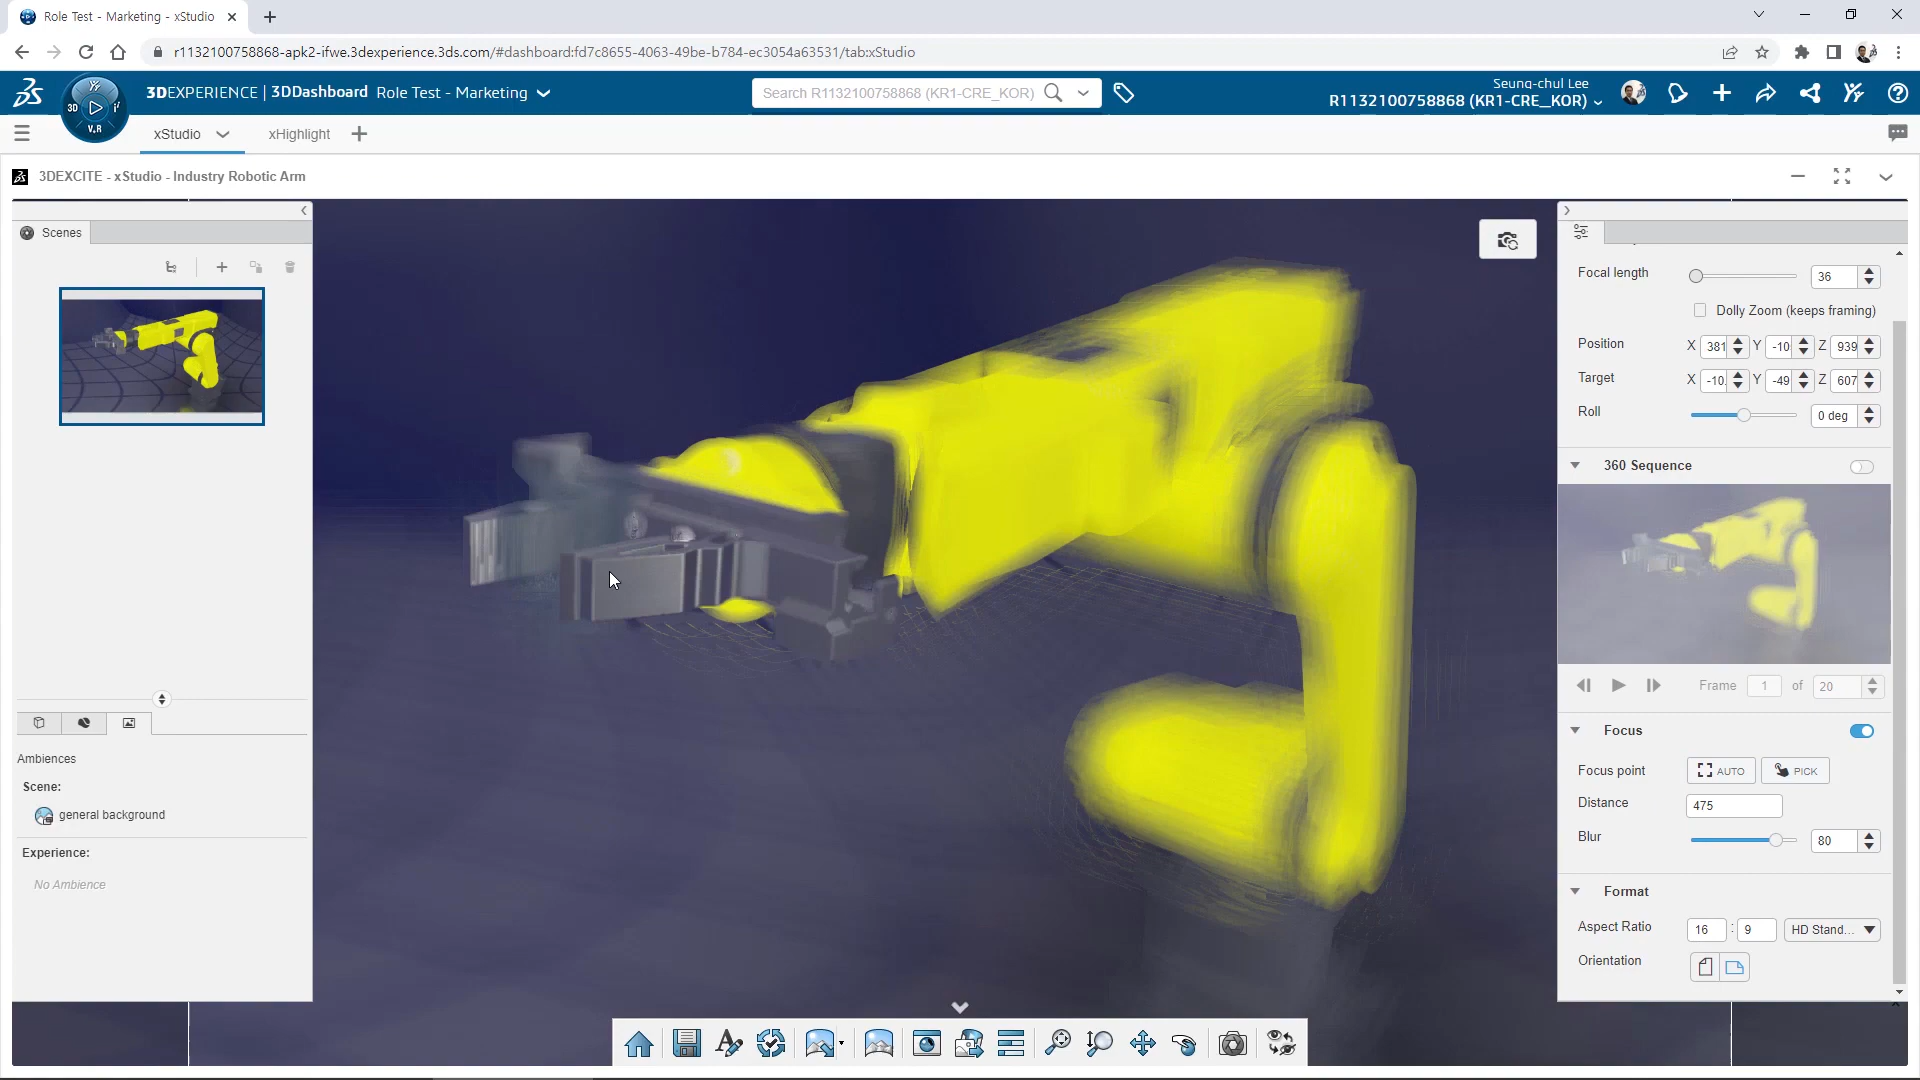 Role Test - Marketing - xStudio
r1132100758868-apk2-ifwe.3dexperience.3ds.com/#dashboard:fd7c8655-4063-49be-b784-ec3054a63531/tab:xStudio
3D
V.R
3DEXPERIENCE | 3DDashboard Role Test - Marketing
Search R1132100758868 (KR1-CRE_KOR)
Seung-chul Lee
R1132100758868 (KR1-CRE_KOR)
xStudio
xHighlight
3DEXCITE - xStudio - Industry Robotic Arm
Scenes
Ambiences
Scene:
general background
Experience:
No Ambience
Focal length
36
Dolly Zoom (keeps framing)
Position
X 381 Y -10 Z 939
Target
X -10. Y -49 Z 607
Roll
0 deg
360 Sequence
Frame 1 of 20
Focus
Focus point
AUTO
PICK
Distance
475
Blur
80
Format
Aspect Ratio
16 : 9
HD Stand...
Orientation